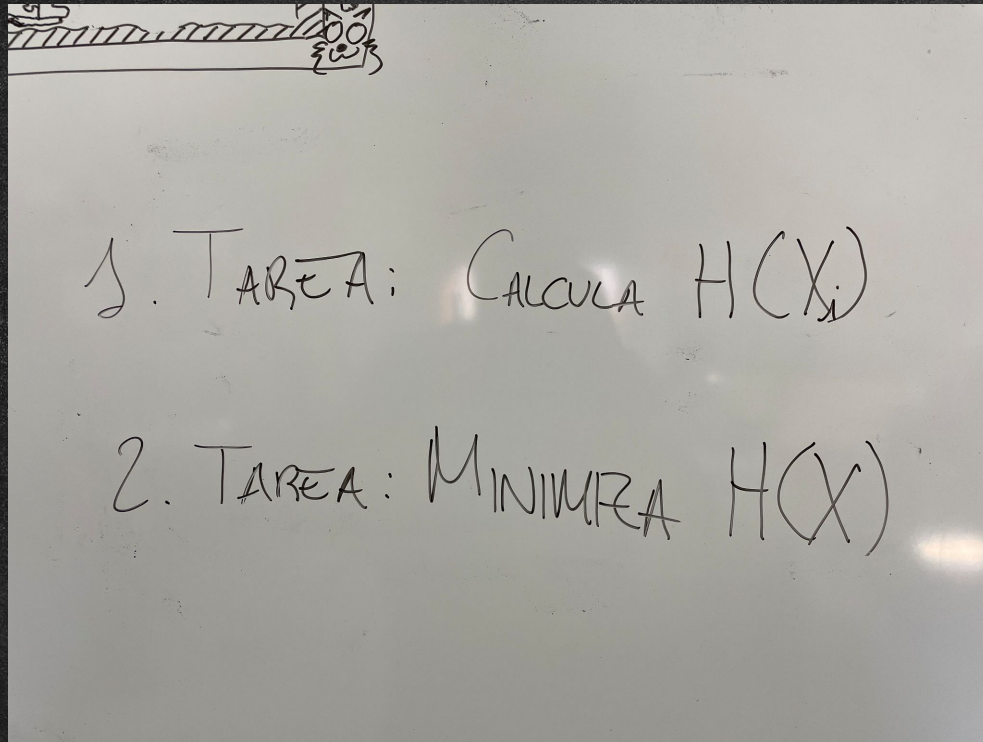 1. TAREA: CALCULA H(Xi)
2. TAREA: MINIMIZA H(X)